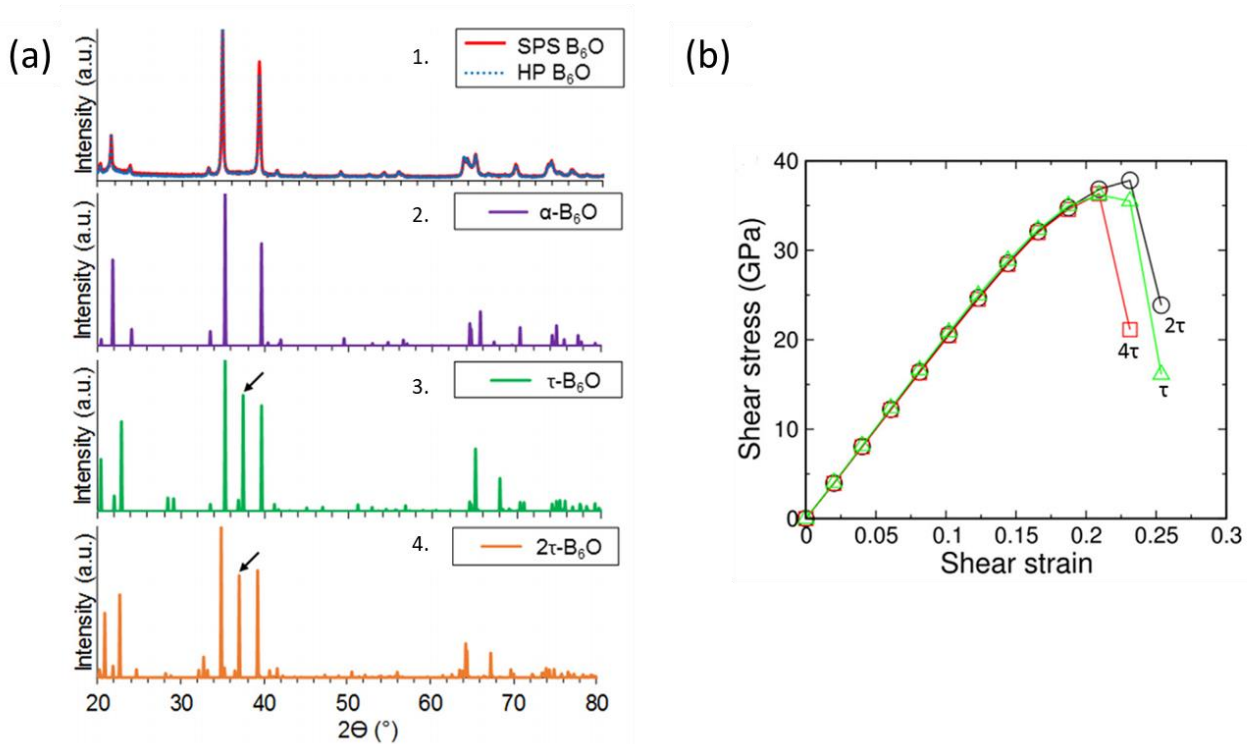 (a)
Intensity (a.u.)
1.
SPS B₆O
HP B₆O
Intensity (a.u.)
2.
α-B₆O
Intensity (a.u.)
3.
τ-B₆O
Intensity (a.u.)
4.
2τ-B₆O
20 30 40 50 60 70 80
2Θ (°)
(b)
Shear stress (GPa)
40
30
20
10
0
2τ
4τ
τ
0 0.05 0.1 0.15 0.2 0.25 0.3
Shear strain